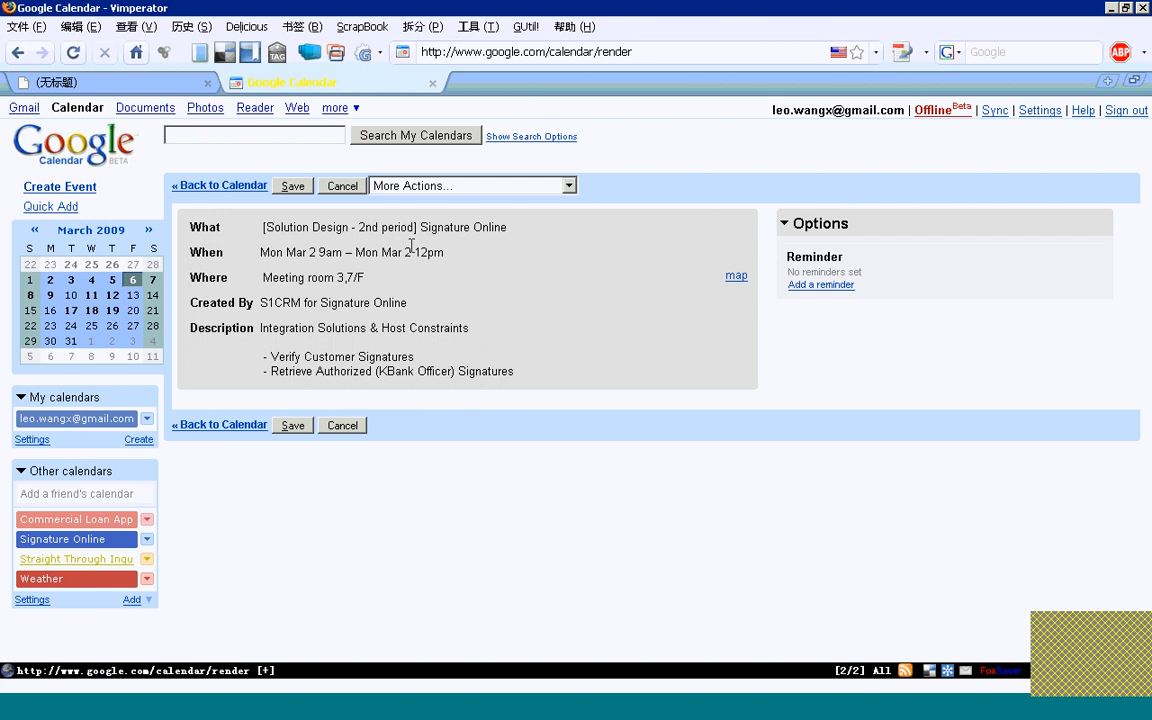 Google Calendar - Vimperator
文件 (F) 编辑 (E) 查看 (V) 历史 (S) Delicious 书签 (B) ScrapBook 拆分 (P) 工具 (T) GUtil! 帮助 (H)
TAG http://www.google.com/calendar/render G Google ABP
(无标题) Google Calendar
Gmail Calendar Documents Photos Reader Web more ▼ leo.wangx@gmail.com | Offline Beta | Sync | Settings | Help | Sign out
Google Calendar BETA
Search My Calendars Show Search Options
Create Event
Quick Add
« Back to Calendar Save Cancel More Actions...
« March 2009 »
S M T W T F S
22 23 24 25 26 27 28
1 2 3 4 5 6 7
8 9 10 11 12 13 14
15 16 17 18 19 20 21
22 23 24 25 26 27 28
29 30 31 1 2 3 4
5 6 7 8 9 10 11
What [Solution Design - 2nd period] Signature Online
When Mon Mar 2 9am – Mon Mar 2 12pm
Where Meeting room 3,7/F map
Created By S1CRM for Signature Online
Description Integration Solutions & Host Constraints
- Verify Customer Signatures
- Retrieve Authorized (KBank Officer) Signatures
Options
Reminder
No reminders set
Add a reminder
« Back to Calendar Save Cancel
My calendars
leo.wangx@gmail.com
Settings Create
Other calendars
Add a friend's calendar
Commercial Loan App
Signature Online
Straight Through Inqu
Weather
Settings Add ▼
http://www.google.com/calendar/render [+] [2/2] All FoxSaver